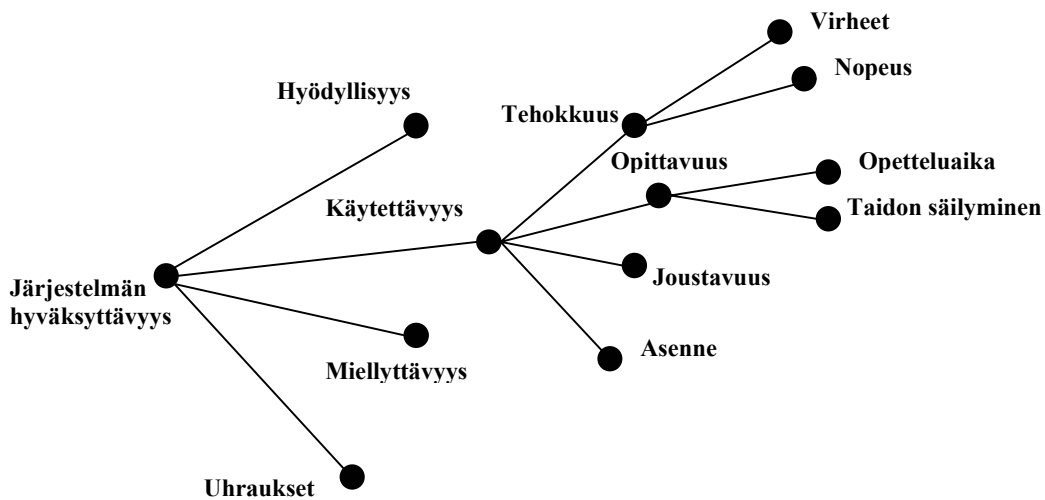 Virheet
Nopeus
Hyödyllisyys
Tehokkuus
Opittavuus
Opetteluaika
Käytettävyys
Taidon säilyminen
Joustavuus
Järjestelmän
hyväksyttävyys
Asenne
Miellyttävyys
Uhraukset